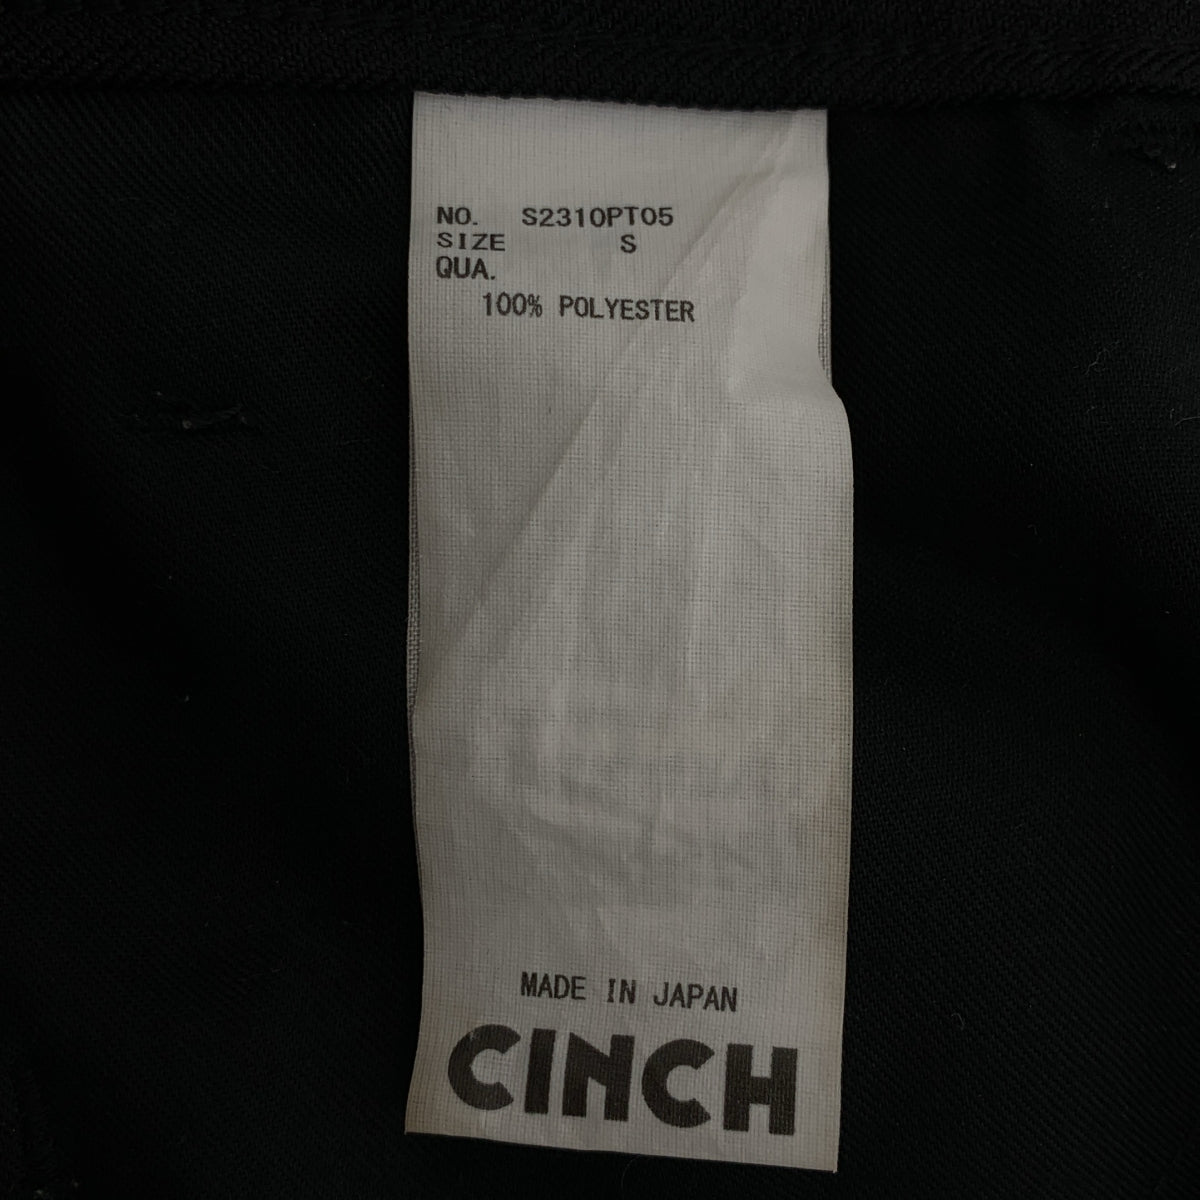 NO. S2310PT05
SIZE S
QUA.
100% POLYESTER
MADE IN JAPAN
CINCH